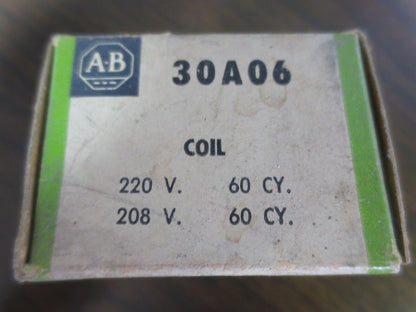 A-B 30A06
COIL
220 V. 60 CY.
208 V. 60 CY.